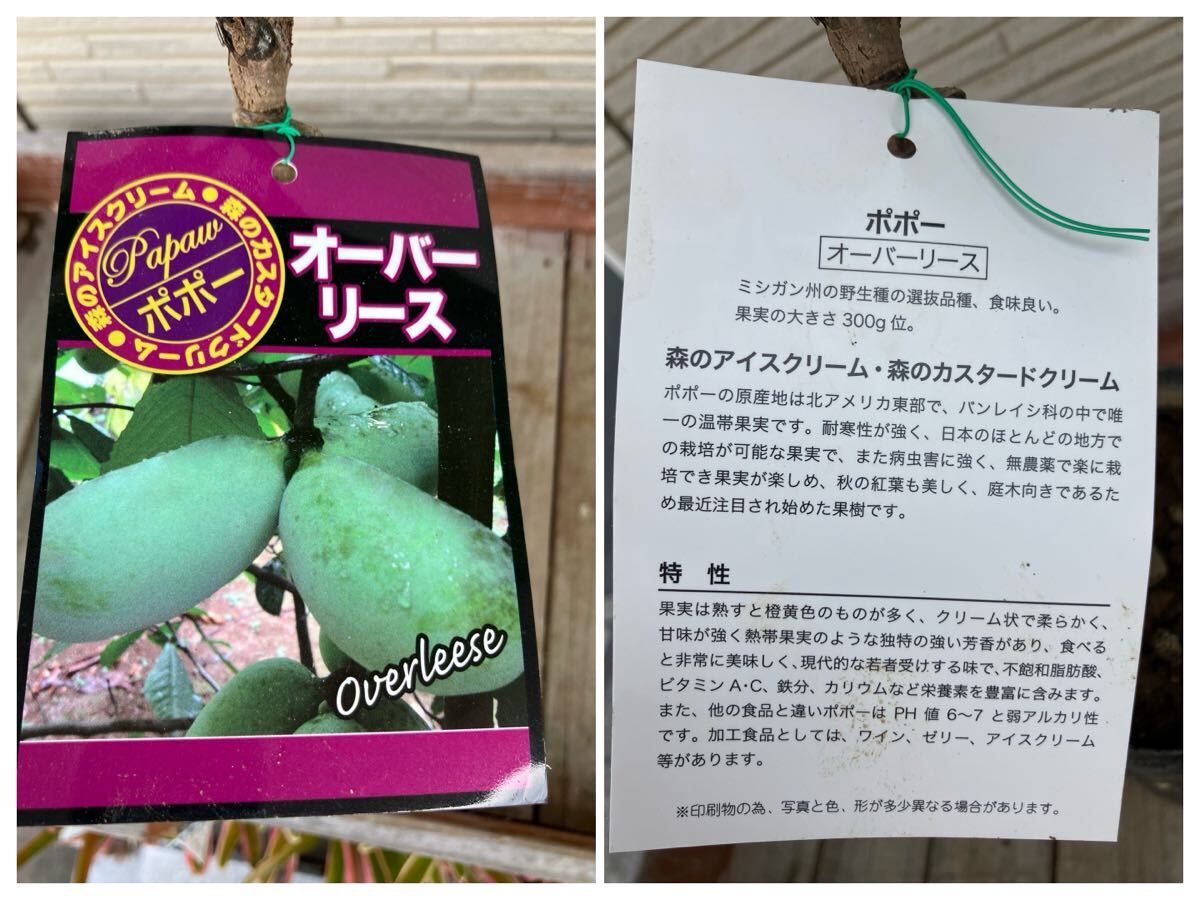 森のアイスクリーム●森のカスタードクリーム●
Papaw
ポポー
オーバー
リース
Overleese
ポポー
オーバーリース
ミシガン州の野生種の選抜品種、食味良い。
果実の大きさ300g位。
森のアイスクリーム・森のカスタードクリーム
ポポーの原産地は北アメリカ東部で、バンレイシ科の中で唯
一の温帯果実です。耐寒性が強く、日本のほとんどの地方で
の栽培が可能な果実で、また病虫害に強く、無農薬で楽に栽
培でき果実が楽しめ、秋の紅葉も美しく、庭木向きであるた
め最近注目され始めた果樹です。
特 性
果実は熟すと橙黄色のものが多く、クリーム状で柔らかく、
甘味が強く熱帯果実のような独特の強い芳香があり、食べる
と非常に美味しく、現代的な若者受けする味で、不飽和脂肪酸、
ビタミンA・C、鉄分、カリウムなど栄養素を豊富に含みます。
また、他の食品と違いポポーは PH 値 6〜7 と弱アルカリ性
です。加工食品としては、ワイン、ゼリー、アイスクリーム
等があります。
※印刷物の為、写真と色、形が多少異なる場合があります。